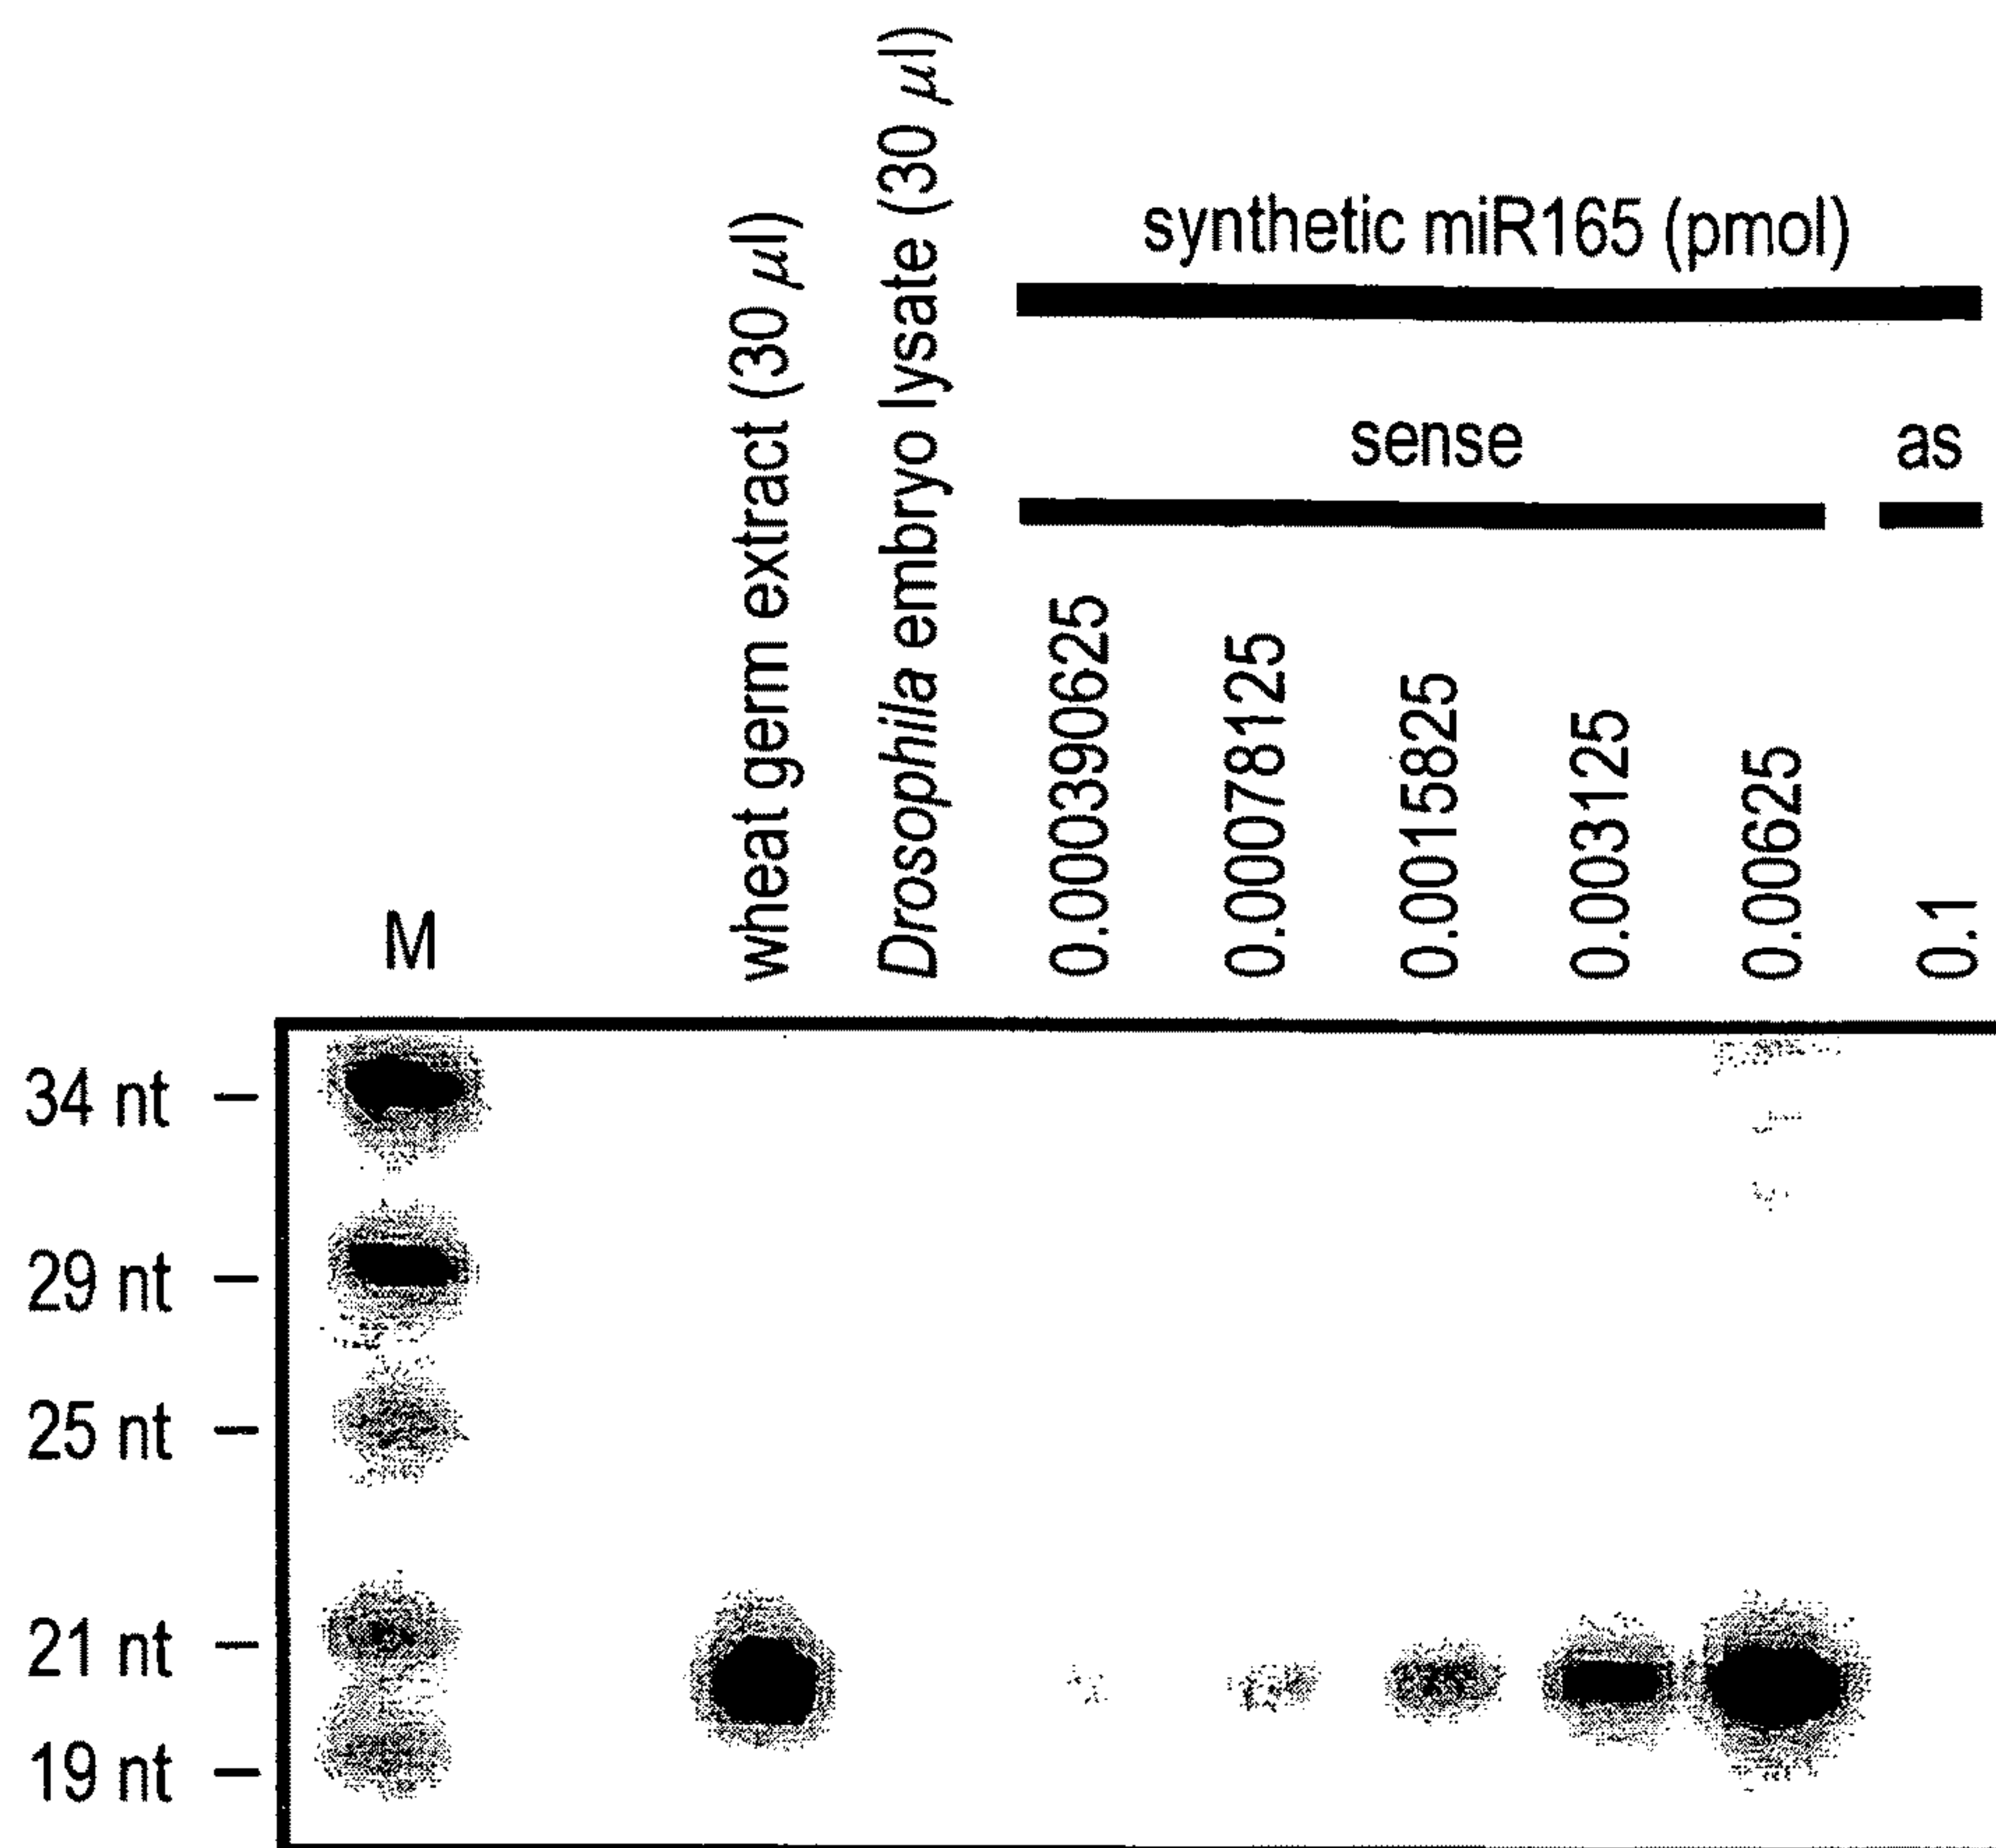 synthetic miR165 (pmol)
sense
as
M
wheat germ extract (30 µl)
Drosophila embryo lysate (30 µl)
0.000390625
0.00078125
0.0015825
0.003125
0.00625
0.1
34 nt
29 nt
25 nt
21 nt
19 nt